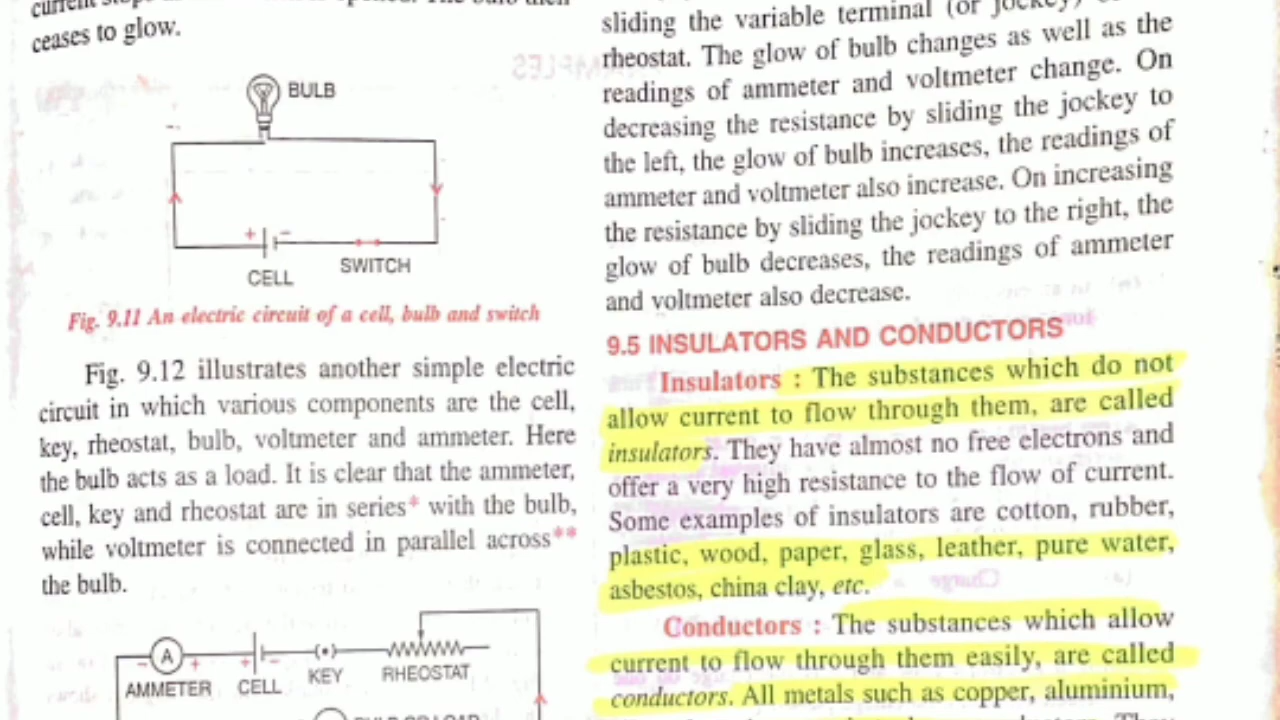 current stops
ceases to glow.
BULB
+ −
CELL
SWITCH
Fig. 9.11 An electric circuit of a cell, bulb and switch
Fig. 9.12 illustrates another simple electric
circuit in which various components are the cell,
key, rheostat, bulb, voltmeter and ammeter. Here
the bulb acts as a load. It is clear that the ammeter,
cell, key and rheostat are in series* with the bulb,
while voltmeter is connected in parallel across**
the bulb.
A
− +
+ −
AMMETER
CELL
KEY
RHEOSTAT
sliding the variable terminal (or jockey)
rheostat. The glow of bulb changes as well as the
readings of ammeter and voltmeter change. On
decreasing the resistance by sliding the jockey to
the left, the glow of bulb increases, the readings of
ammeter and voltmeter also increase. On increasing
the resistance by sliding the jockey to the right, the
glow of bulb decreases, the readings of ammeter
and voltmeter also decrease.
9.5 INSULATORS AND CONDUCTORS
Insulators : The substances which do not
allow current to flow through them, are called
insulators. They have almost no free electrons and
offer a very high resistance to the flow of current.
Some examples of insulators are cotton, rubber,
plastic, wood, paper, glass, leather, pure water,
asbestos, china clay, etc.
Conductors : The substances which allow
current to flow through them easily, are called
conductors. All metals such as copper, aluminium,